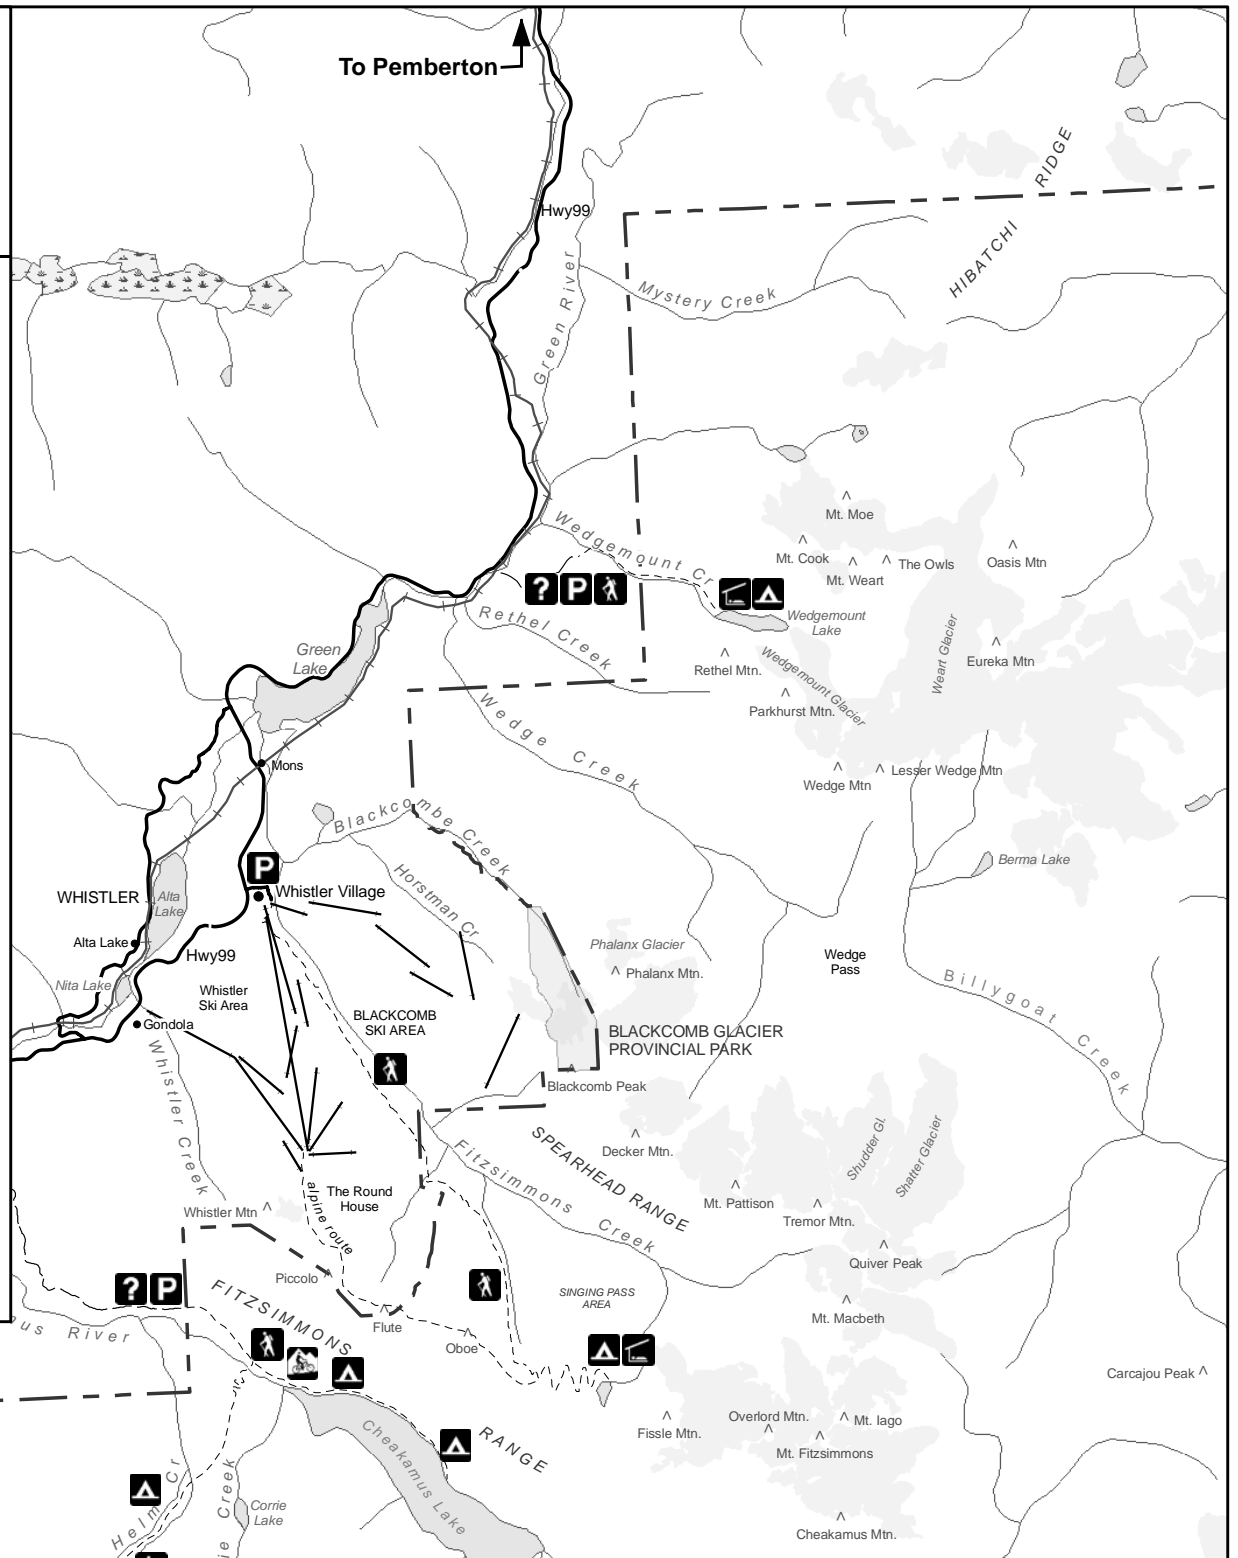 To Pemberton
RIDGE
Hwy99
HIBATCHI
Green River
Mystery Creek
Mt. Moe
Wedgemount Cr
Mt. Cook
The Owls
Oasis Mtn
Mt. Weart
? P
Rethel Creek
Wedgemount
Lake
Green
Lake
Weart Glacier
Eureka Mtn
Rethel Mtn.
Wedgemount Glacier
Parkhurst Mtn.
Wedge Creek
Mons
Lesser Wedge Mtn
Wedge Mtn
Blackcombe Creek
P
Berma Lake
Horstman Cr
WHISTLER
Alta
Lake
Whistler Village
Alta Lake
Hwy99
Phalanx Glacier
Wedge
Pass
Phalanx Mtn.
Nita Lake
Whistler
Ski Area
Billygoat Creek
Gondola
BLACKCOMB
SKI AREA
BLACKCOMB GLACIER
PROVINCIAL PARK
Whistler Creek
Blackcomb Peak
SPEARHEAD RANGE
Fitzsimmons Creek
Decker Mtn.
Shudder Gl.
Shatter Glacier
alpine route
The Round
House
Mt. Pattison
Whistler Mtn
Tremor Mtn.
Quiver Peak
Piccolo
? P
FITZSIMMONS
SINGING PASS
AREA
Mt. Macbeth
ous River
Flute
Oboe
Carcajou Peak
Overlord Mtn.
Mt. Iago
Fissle Mtn.
RANGE
Mt. Fitzsimmons
Cheakamus Lake
Helm Cr
ie Creek
Corrie
Lake
Cheakamus Mtn.